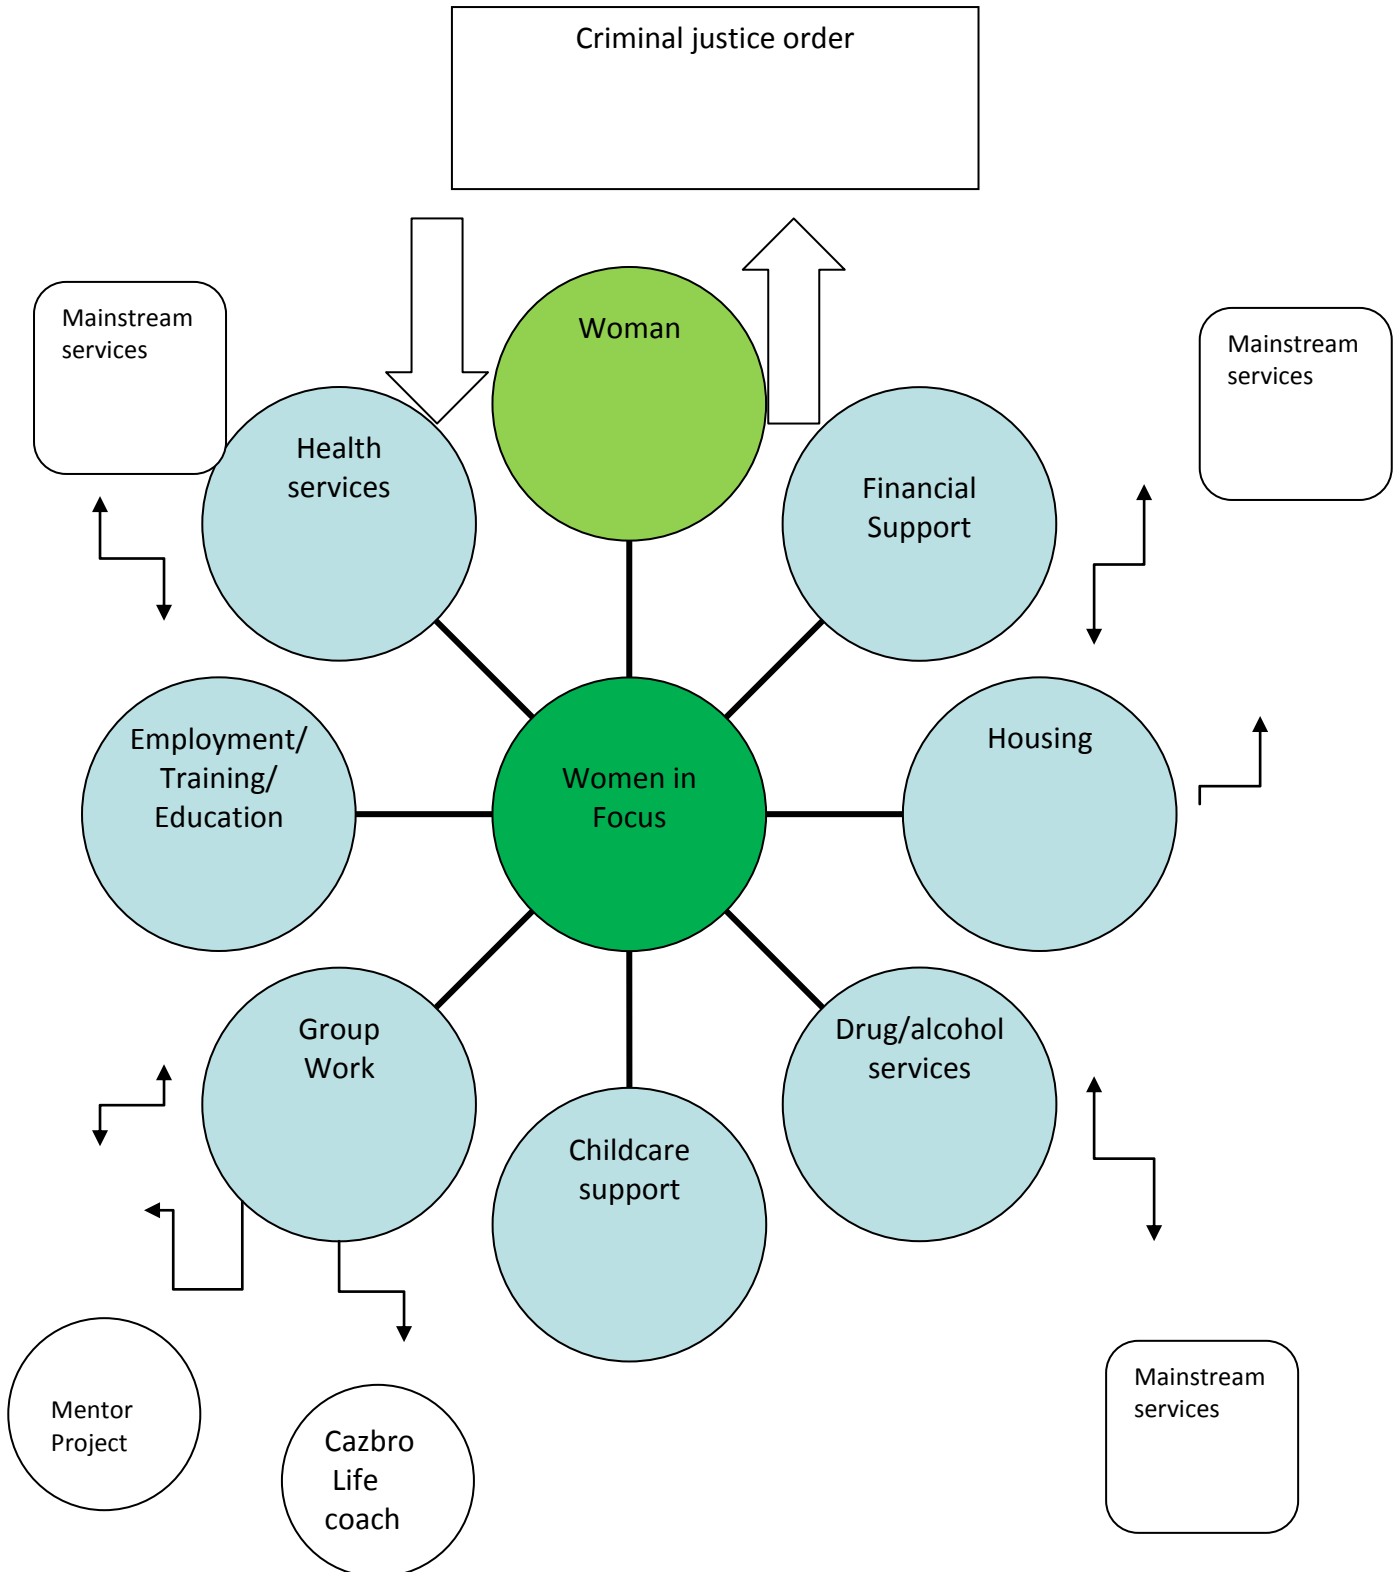 Criminal justice order
Mainstream
services
Woman
Mainstream
services
Health
services
Financial
Support
Employment/
Training/
Education
Women in
Focus
Housing
Group
Work
Drug/alcohol
services
Childcare
support
Mentor
Project
Cazbro
Life
coach
Mainstream
services